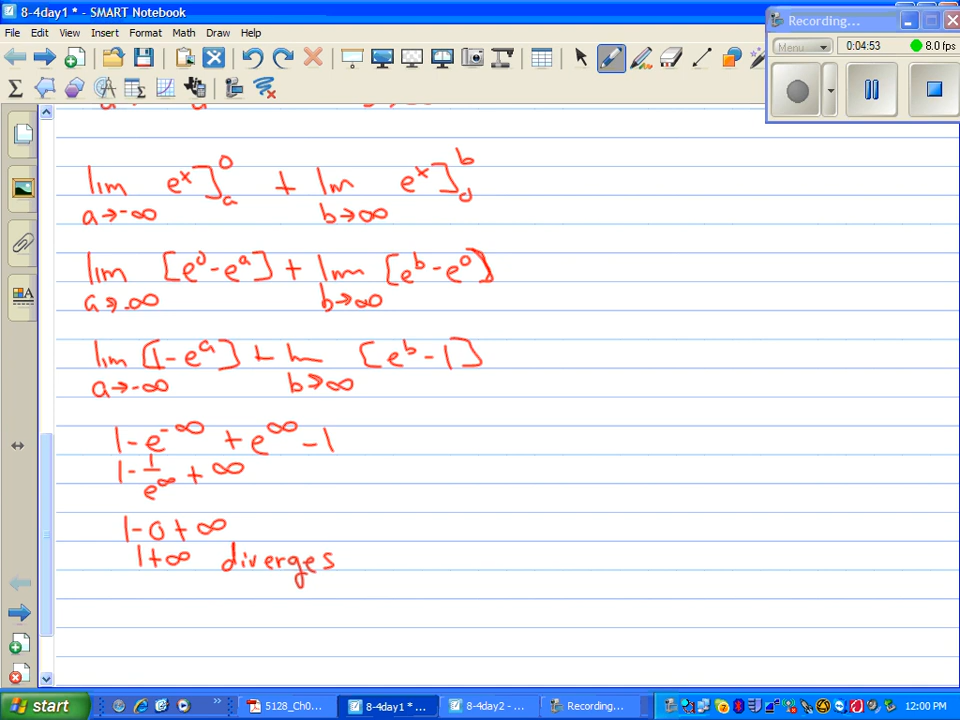 8-4day1 * - SMART Notebook
Recording...
File Edit View Insert Format Math Draw Help
Menu 0:04:53 8.0 fps
lim e^x]_a^0 + lim e^x]_0^b
a→-∞ b→∞
lim [e^0 - e^a] + lim [e^b - e^0]
a→-∞ b→∞
lim [1 - e^a] + lim [e^b - 1]
a→-∞ b→∞
1 - e^-∞ + e^∞ - 1
1 - 1/e^∞ + ∞
1 - 0 + ∞
1+∞ diverges
start 5128_Ch0... 8-4day1 * ... 8-4day2 - ... Recording... 12:00 PM